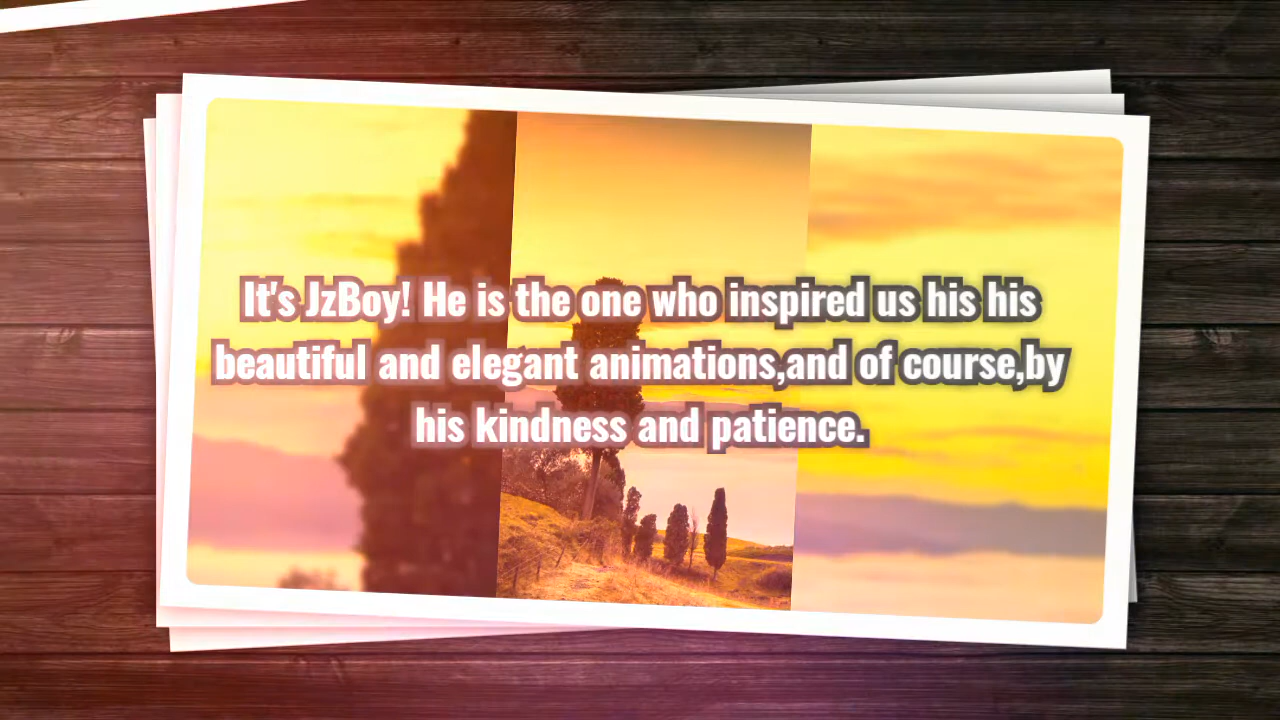 It's JzBoy! He is the one who inspired us his his
beautiful and elegant animations,and of course,by
his kindness and patience.